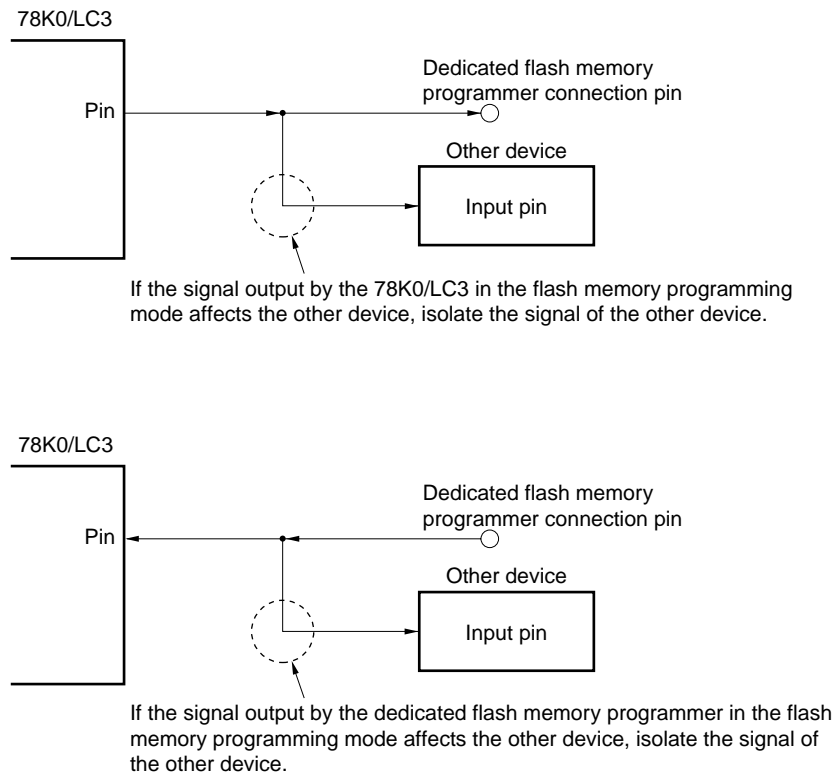 78K0/LC3
Dedicated flash memory
programmer connection pin
Pin
Other device
Input pin
If the signal output by the 78K0/LC3 in the flash memory programming
mode affects the other device, isolate the signal of the other device.
78K0/LC3
Dedicated flash memory
programmer connection pin
Pin
Other device
Input pin
If the signal output by the dedicated flash memory programmer in the flash
memory programming mode affects the other device, isolate the signal of
the other device.